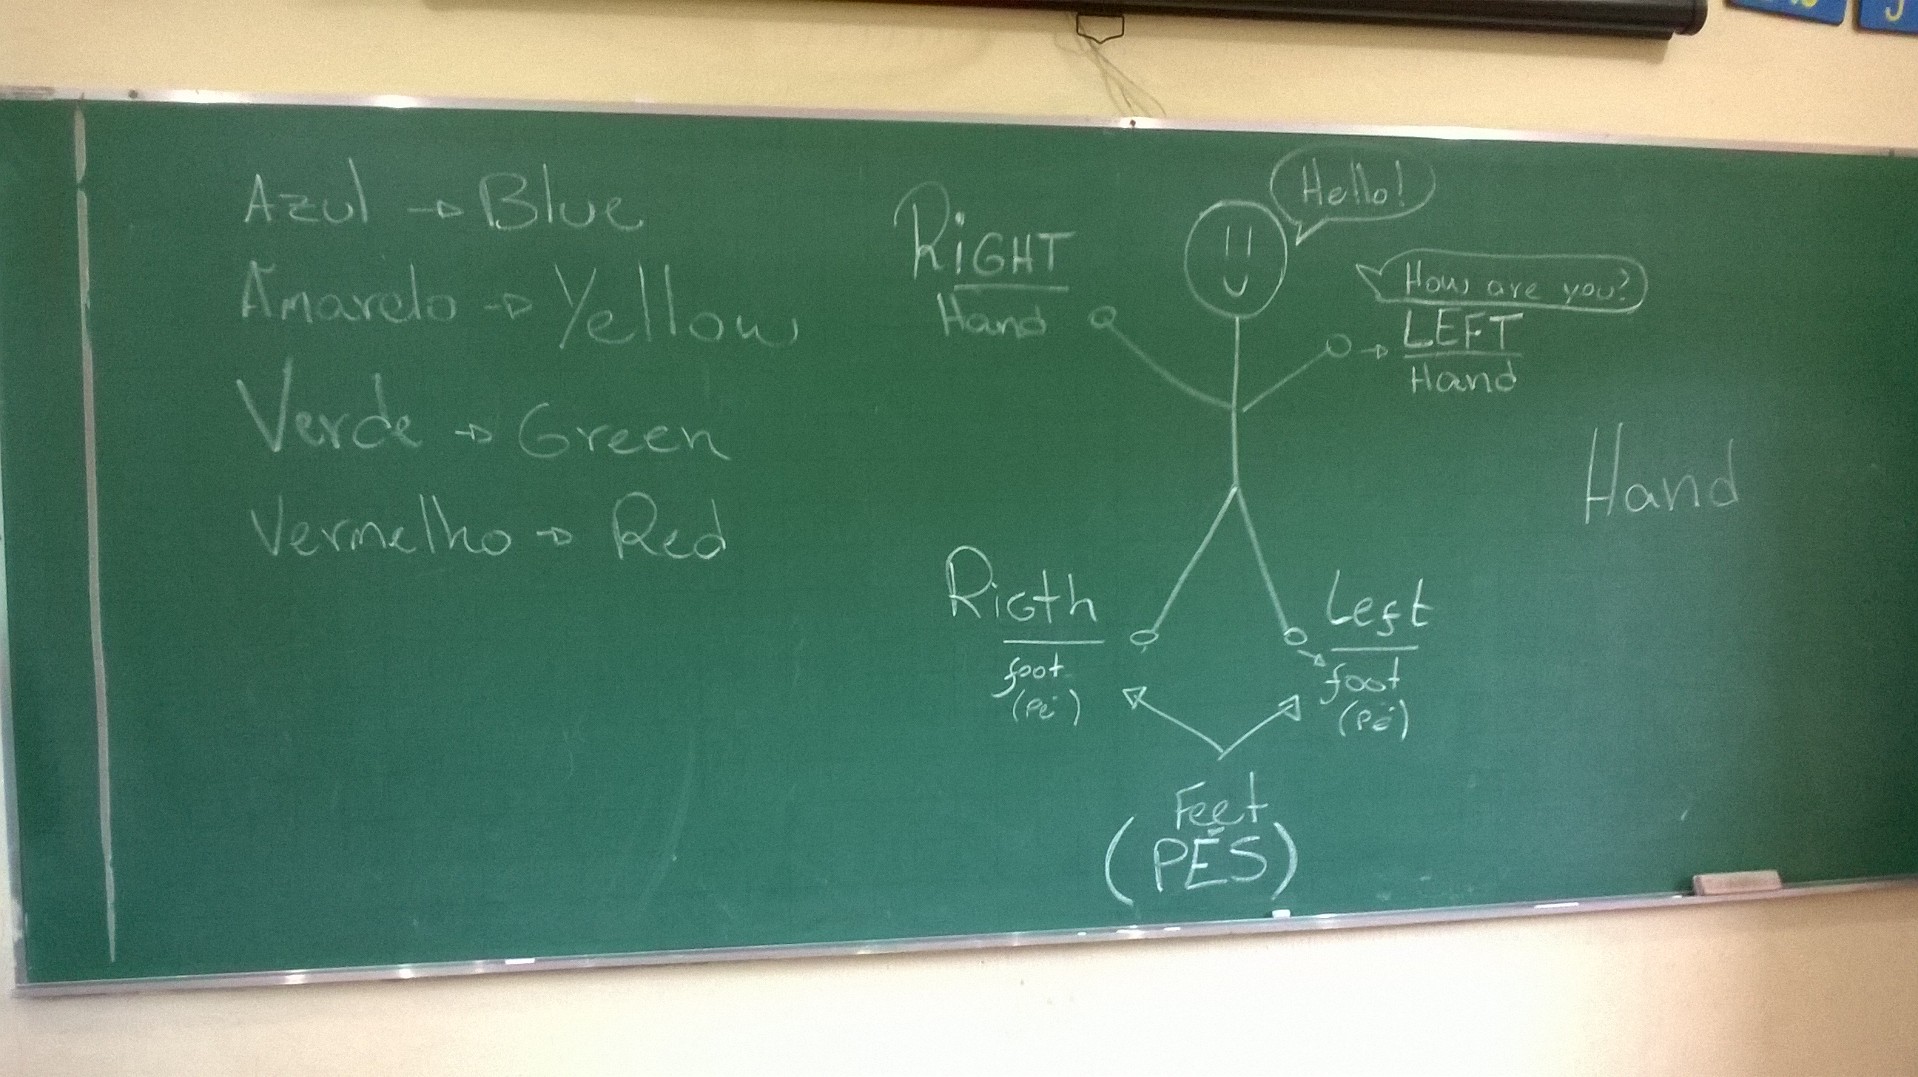 Azul → Blue
Amarelo → Yellow
Verde → Green
Vermelho → Red
Hello!
RiGHT
Hand
How are you?
→ LEFT
Hand
Hand
Rigth
foot
(Pé)
Left
foot
(Pé)
Feet
(PÉS)